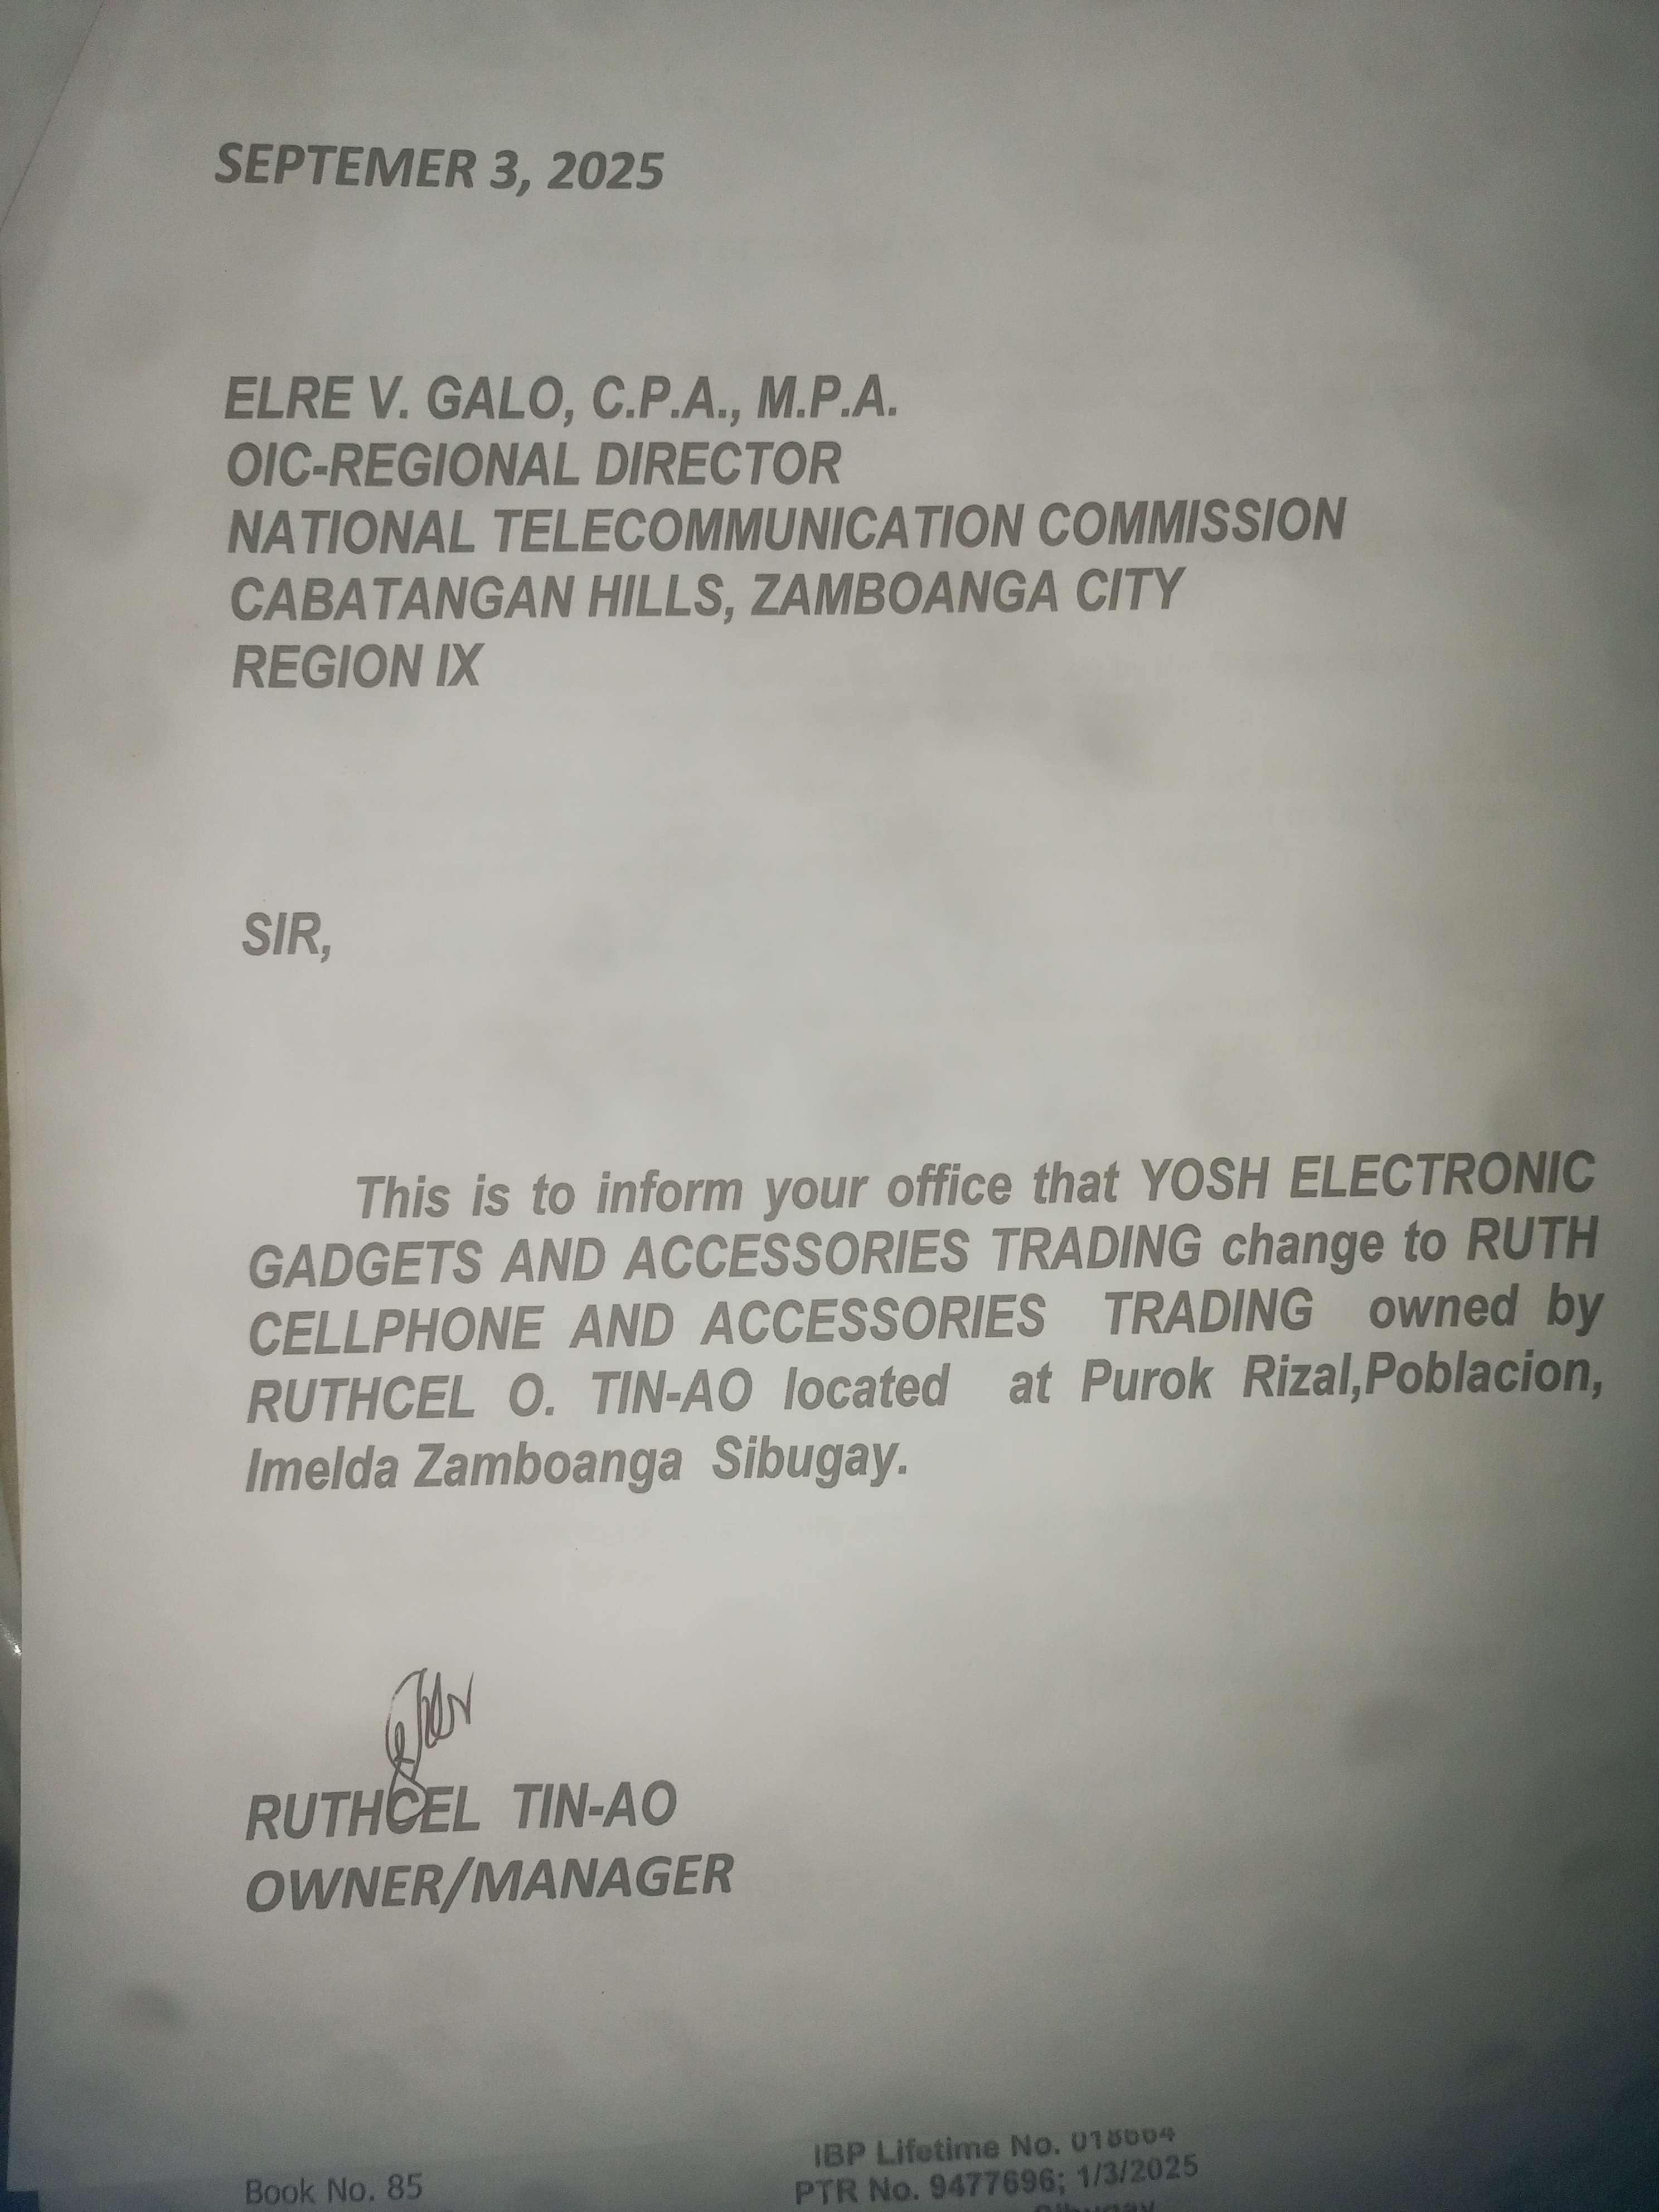 SEPTEMER 3, 2025
ELRE V. GALO, C.P.A., M.P.A.
OIC-REGIONAL DIRECTOR
NATIONAL TELECOMMUNICATION COMMISSION
CABATANGAN HILLS, ZAMBOANGA CITY
REGION IX
SIR,
This is to inform your office that YOSH ELECTRONIC
GADGETS AND ACCESSORIES TRADING change to RUTH
CELLPHONE AND ACCESSORIES TRADING owned by
RUTHCEL O. TIN-AO located at Purok Rizal,Poblacion,
Imelda Zamboanga Sibugay.
RUTHCEL TIN-AO
OWNER/MANAGER
IBP Lifetime No.
Book No. 85 PTR No. 9477696; 1/3/2025